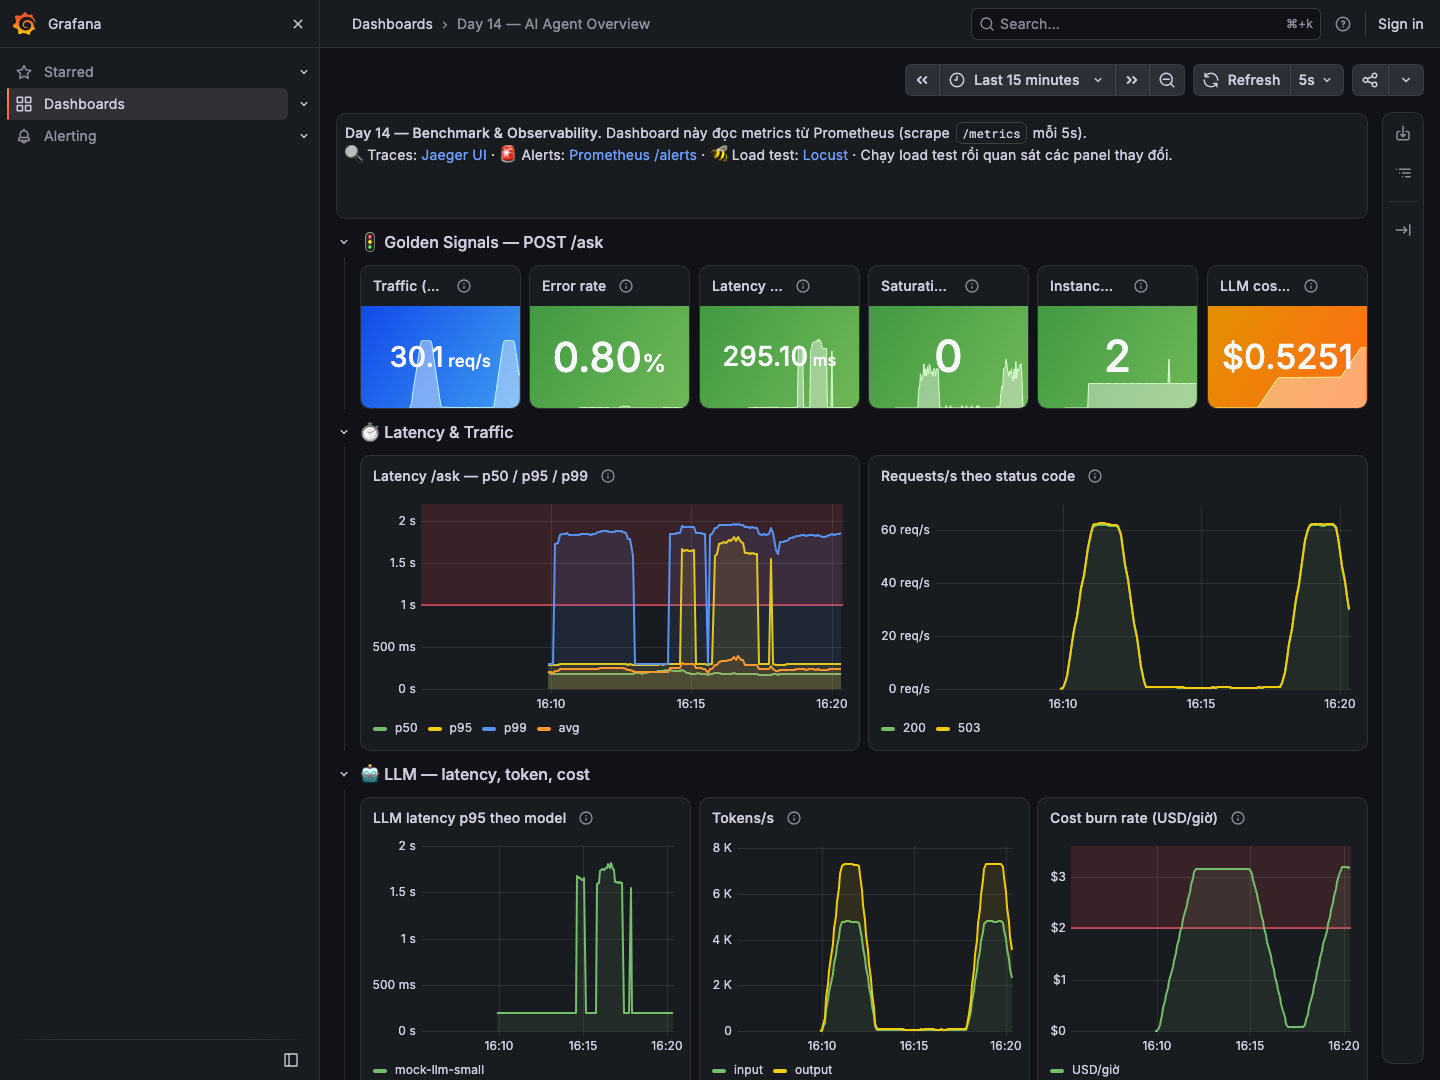 Grafana
Dashboards › Day 14 — AI Agent Overview
Search...
⌘+k
Sign in
Starred
Dashboards
Alerting
Last 15 minutes
Refresh
5s
Day 14 — Benchmark & Observability. Dashboard này đọc metrics từ Prometheus (scrape /metrics mỗi 5s).
Traces: Jaeger UI · Alerts: Prometheus /alerts · Load test: Locust · Chạy load test rồi quan sát các panel thay đổi.
Golden Signals — POST /ask
Traffic (...
Error rate
Latency ...
Saturati...
Instanc...
LLM cos...
30.1 req/s
0.80%
295.10 ms
0
2
$0.5251
Latency & Traffic
Latency /ask — p50 / p95 / p99
2 s
1.5 s
1 s
500 ms
0 s
16:10
16:15
16:20
p50
p95
p99
avg
Requests/s theo status code
60 req/s
40 req/s
20 req/s
0 req/s
16:10
16:15
16:20
200
503
LLM — latency, token, cost
LLM latency p95 theo model
2 s
1.5 s
1 s
500 ms
0 s
16:10
16:15
16:20
mock-llm-small
Tokens/s
8 K
6 K
4 K
2 K
0
16:10
16:15
16:20
input
output
Cost burn rate (USD/giờ)
$3
$2
$1
$0
16:10
16:15
16:20
USD/giờ